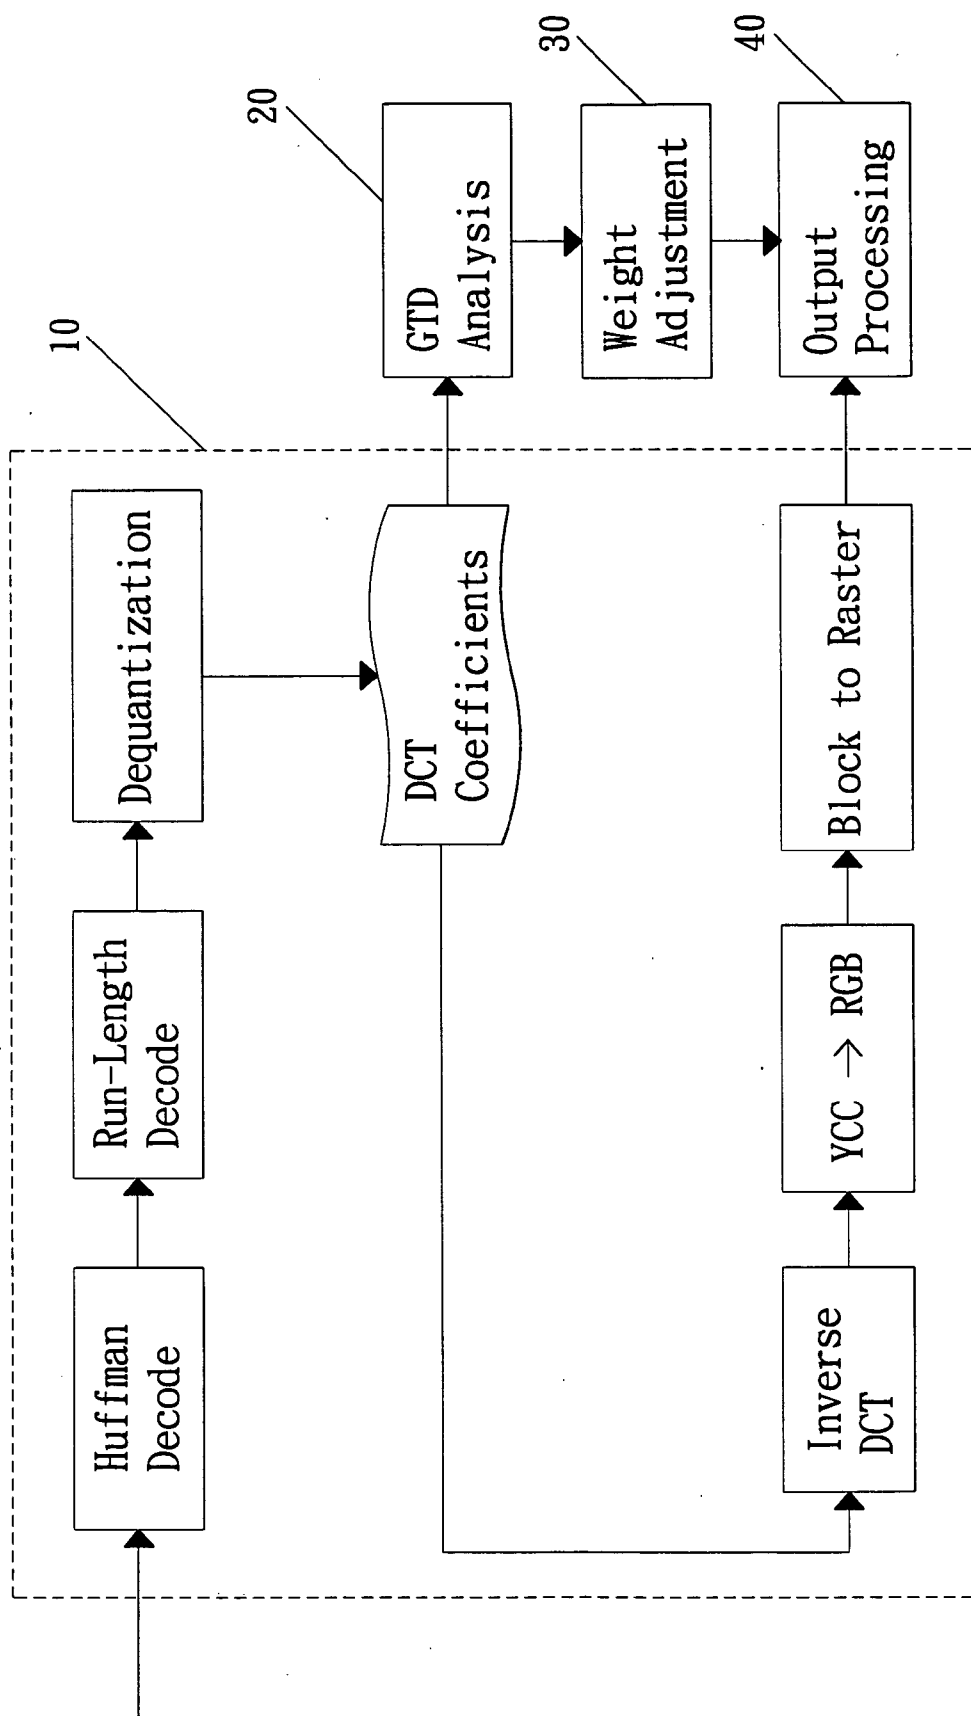 10
Huffman
Decode
Run-Length
Decode
Dequantization
20
DCT
Coefficients
GTD
Analysis
30
Weight
Adjustment
40
Inverse
DCT
YCC → RGB
Block to Raster
Output
Processing